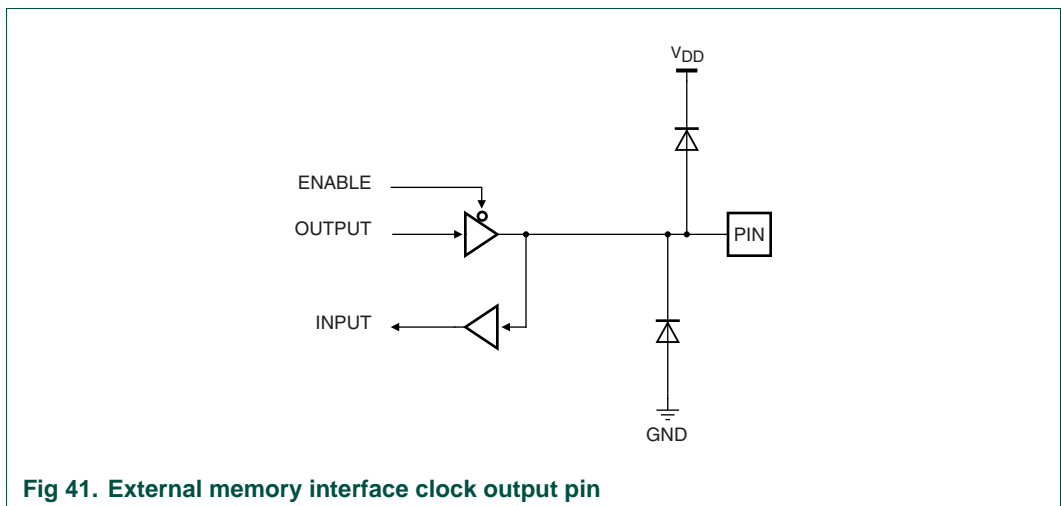 VDD
ENABLE
OUTPUT
PIN
INPUT
GND
Fig 41. External memory interface clock output pin